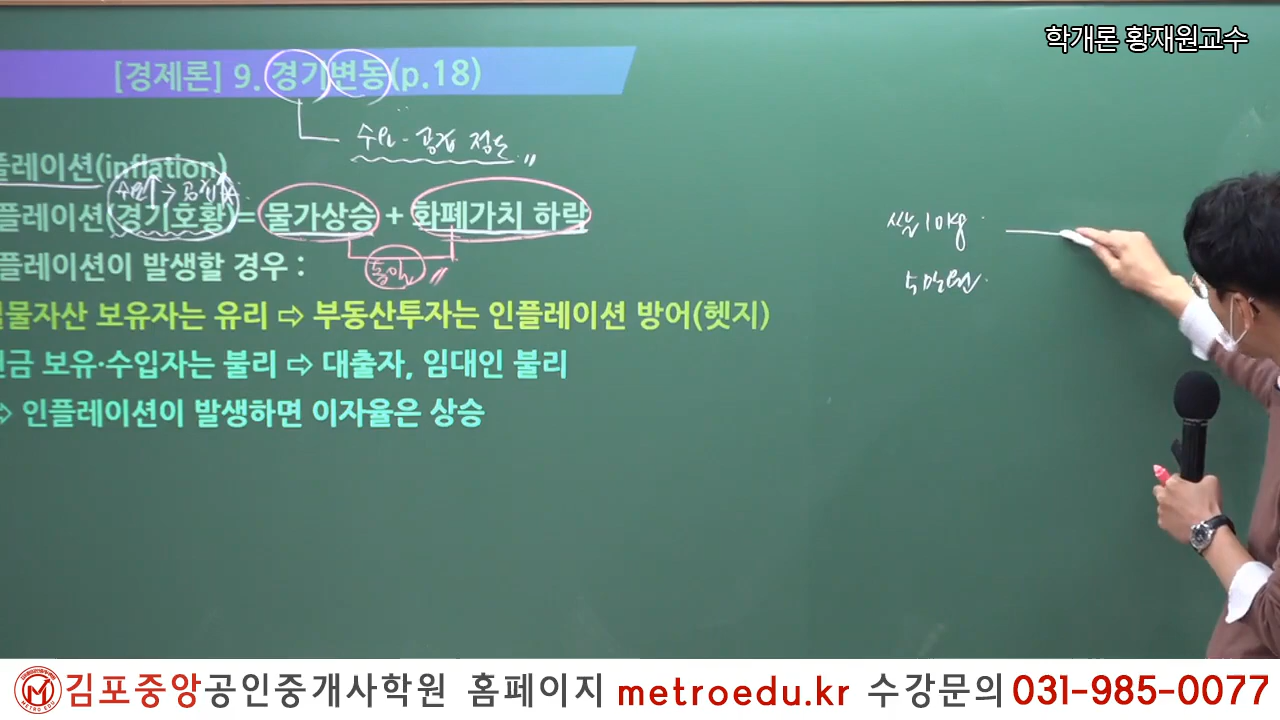 학개론 황재원교수
[경제론] 9. 경기변동(p.18)
수요-공급 정도
플레이션(inflation)
수요↑ > 공급↑
플레이션(경기호황) = 물가상승 + 화폐가치 하락
동일
플레이션이 발생할 경우 :
물자산 보유자는 유리 ⇨ 부동산투자는 인플레이션 방어(헷지)
금 보유·수입자는 불리 ⇨ 대출자, 임대인 불리
⇨ 인플레이션이 발생하면 이자율은 상승
쌀 10kg
5만원
김포중앙공인중개사학원 홈페이지 metroedu.kr 수강문의 031-985-0077
METRO EDU